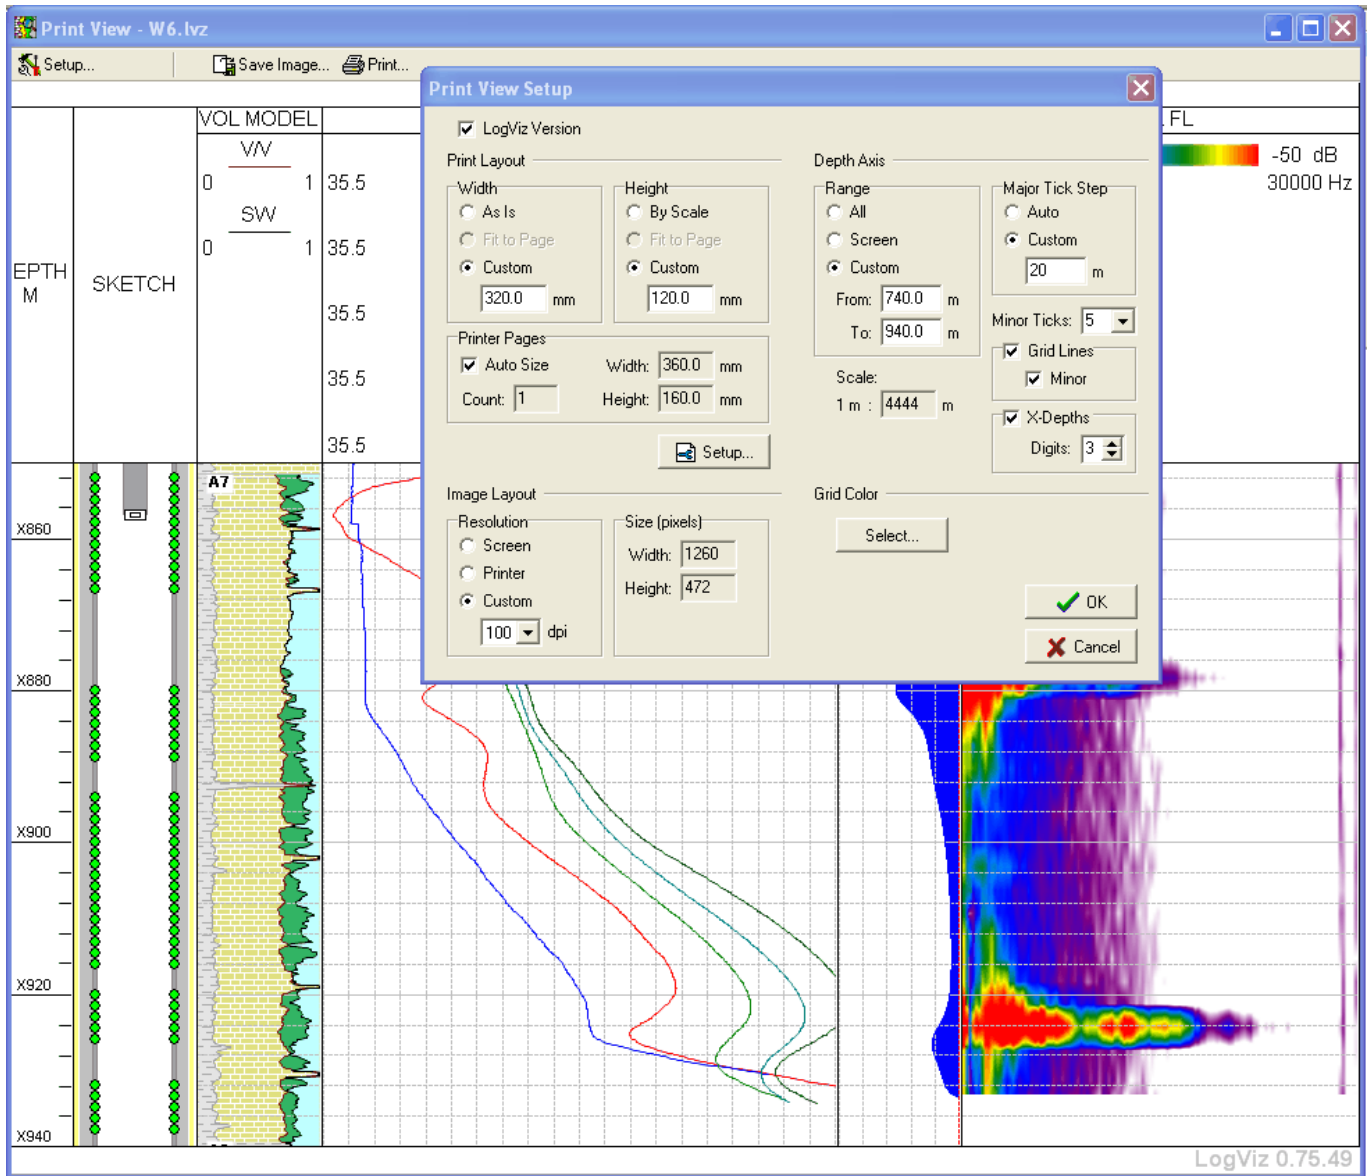 Print View - W6.lvz
Setup... Save Image... Print...
Print View Setup
LogViz Version
Print Layout
Width
As Is
Fit to Page
Custom
320.0 mm
Height
By Scale
Fit to Page
Custom
120.0 mm
Printer Pages
Auto Size
Width: 360.0 mm
Count: 1
Height: 160.0 mm
Setup...
Depth Axis
Range
All
Screen
Custom
From: 740.0 m
To: 940.0 m
Scale:
1 m : 4444 m
Major Tick Step
Auto
Custom
20 m
Minor Ticks: 5
Grid Lines
Minor
X-Depths
Digits: 3
Image Layout
Resolution
Screen
Printer
Custom
100 dpi
Size (pixels)
Width: 1260
Height: 472
Grid Color
Select...
OK
Cancel
EPTH
M
SKETCH
VOL MODEL
V/V
0 1
SW
0 1
35.5
35.5
35.5
35.5
35.5
FL
-50 dB
30000 Hz
A7
X860
X880
X900
X920
X940
LogViz 0.75.49